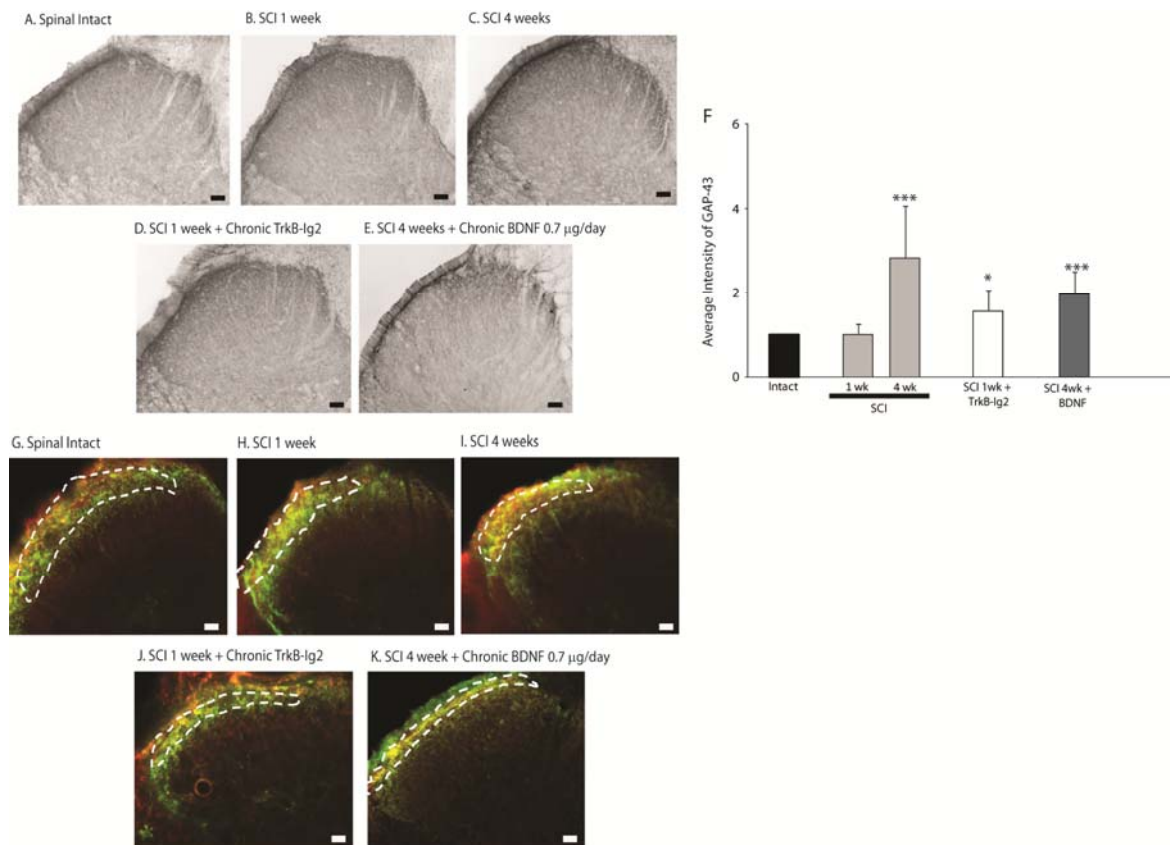 A. Spinal Intact
B. SCI 1 week
C. SCI 4 weeks
D. SCI 1 week + Chronic TrkB-Ig2
E. SCI 4 weeks + Chronic BDNF 0.7 µg/day
F
Average Intensity of GAP-43
6
4
2
0
***
*
***
Intact
1 wk
4 wk
SCI
SCI 1wk +
TrkB-Ig2
SCI 4wk +
BDNF
G. Spinal Intact
H. SCI 1 week
I. SCI 4 weeks
J. SCI 1 week + Chronic TrkB-Ig2
K. SCI 4 week + Chronic BDNF 0.7 µg/day